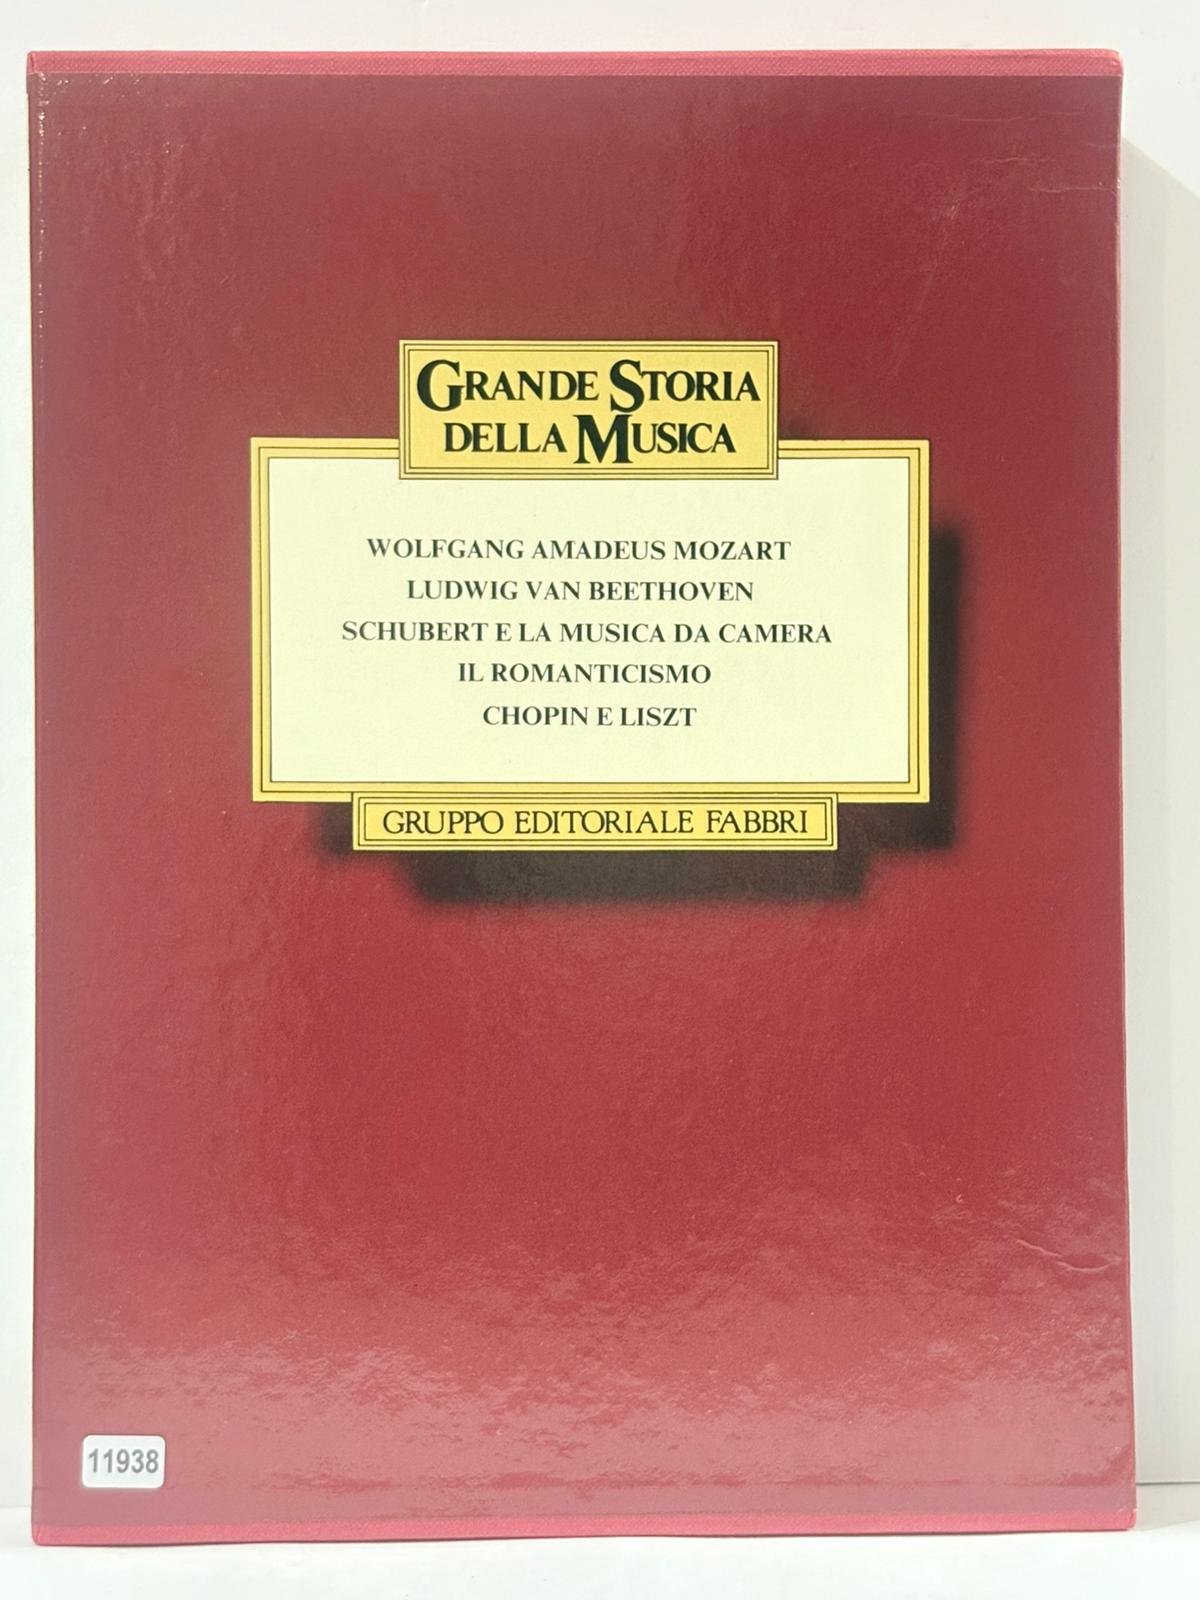 GRANDE STORIA
DELLA MUSICA
WOLFGANG AMADEUS MOZART
LUDWIG VAN BEETHOVEN
SCHUBERT E LA MUSICA DA CAMERA
IL ROMANTICISMO
CHOPIN E LISZT
GRUPPO EDITORIALE FABBRI
11938